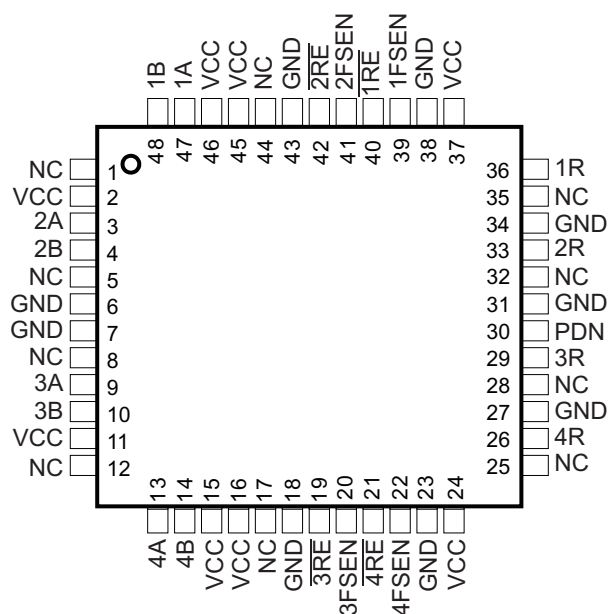 1B 1A VCC VCC NC GND 2RE 2FSEN 1RE 1FSEN GND VCC
48 47 46 45 44 43 42 41 40 39 38 37
NC 1 36 1R
VCC 2 35 NC
2A 3 34 GND
2B 4 33 2R
NC 5 32 NC
GND 6 31 GND
GND 7 30 PDN
NC 8 29 3R
3A 9 28 NC
3B 10 27 GND
VCC 11 26 4R
NC 12 25 NC
13 14 15 16 17 18 19 20 21 22 23 24
4A 4B VCC VCC NC GND 3RE 3FSEN 4RE 4FSEN GND VCC